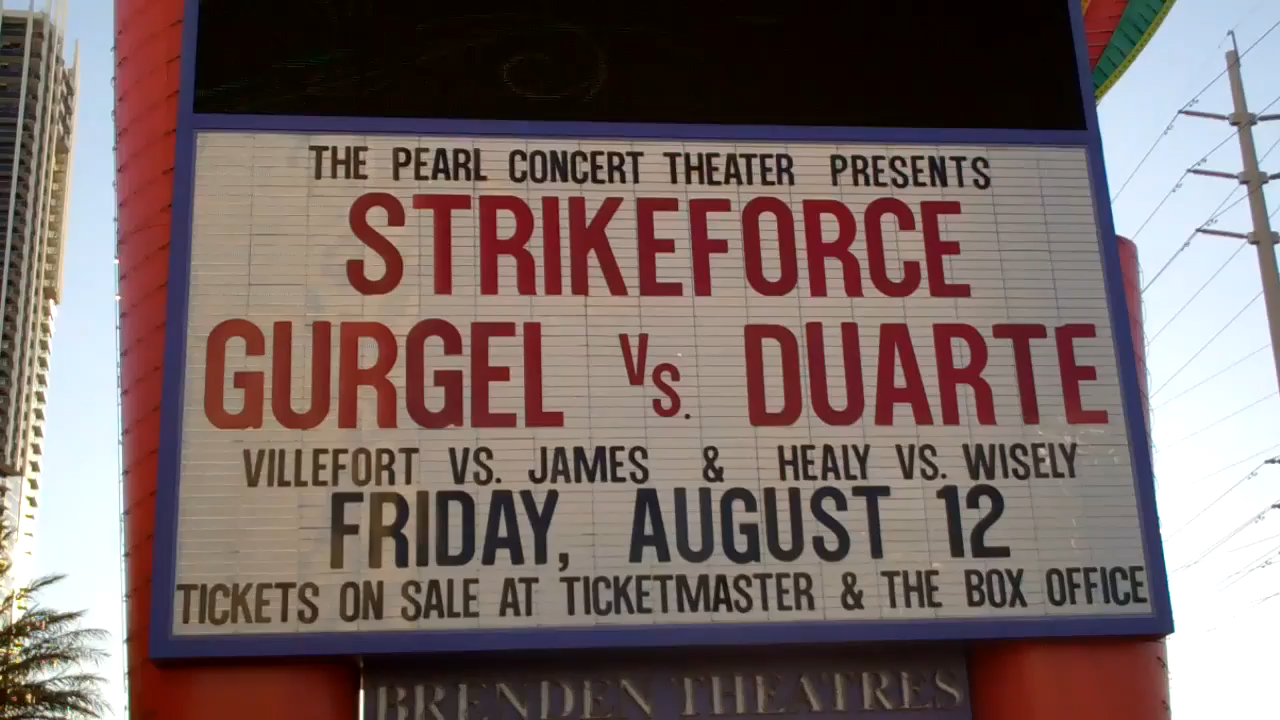 THE PEARL CONCERT THEATER PRESENTS
STRIKEFORCE
GURGEL VS. DUARTE
VILLEFORT VS. JAMES & HEALY VS. WISELY
FRIDAY, AUGUST 12
TICKETS ON SALE AT TICKETMASTER & THE BOX OFFICE
BRENDEN THEATRES